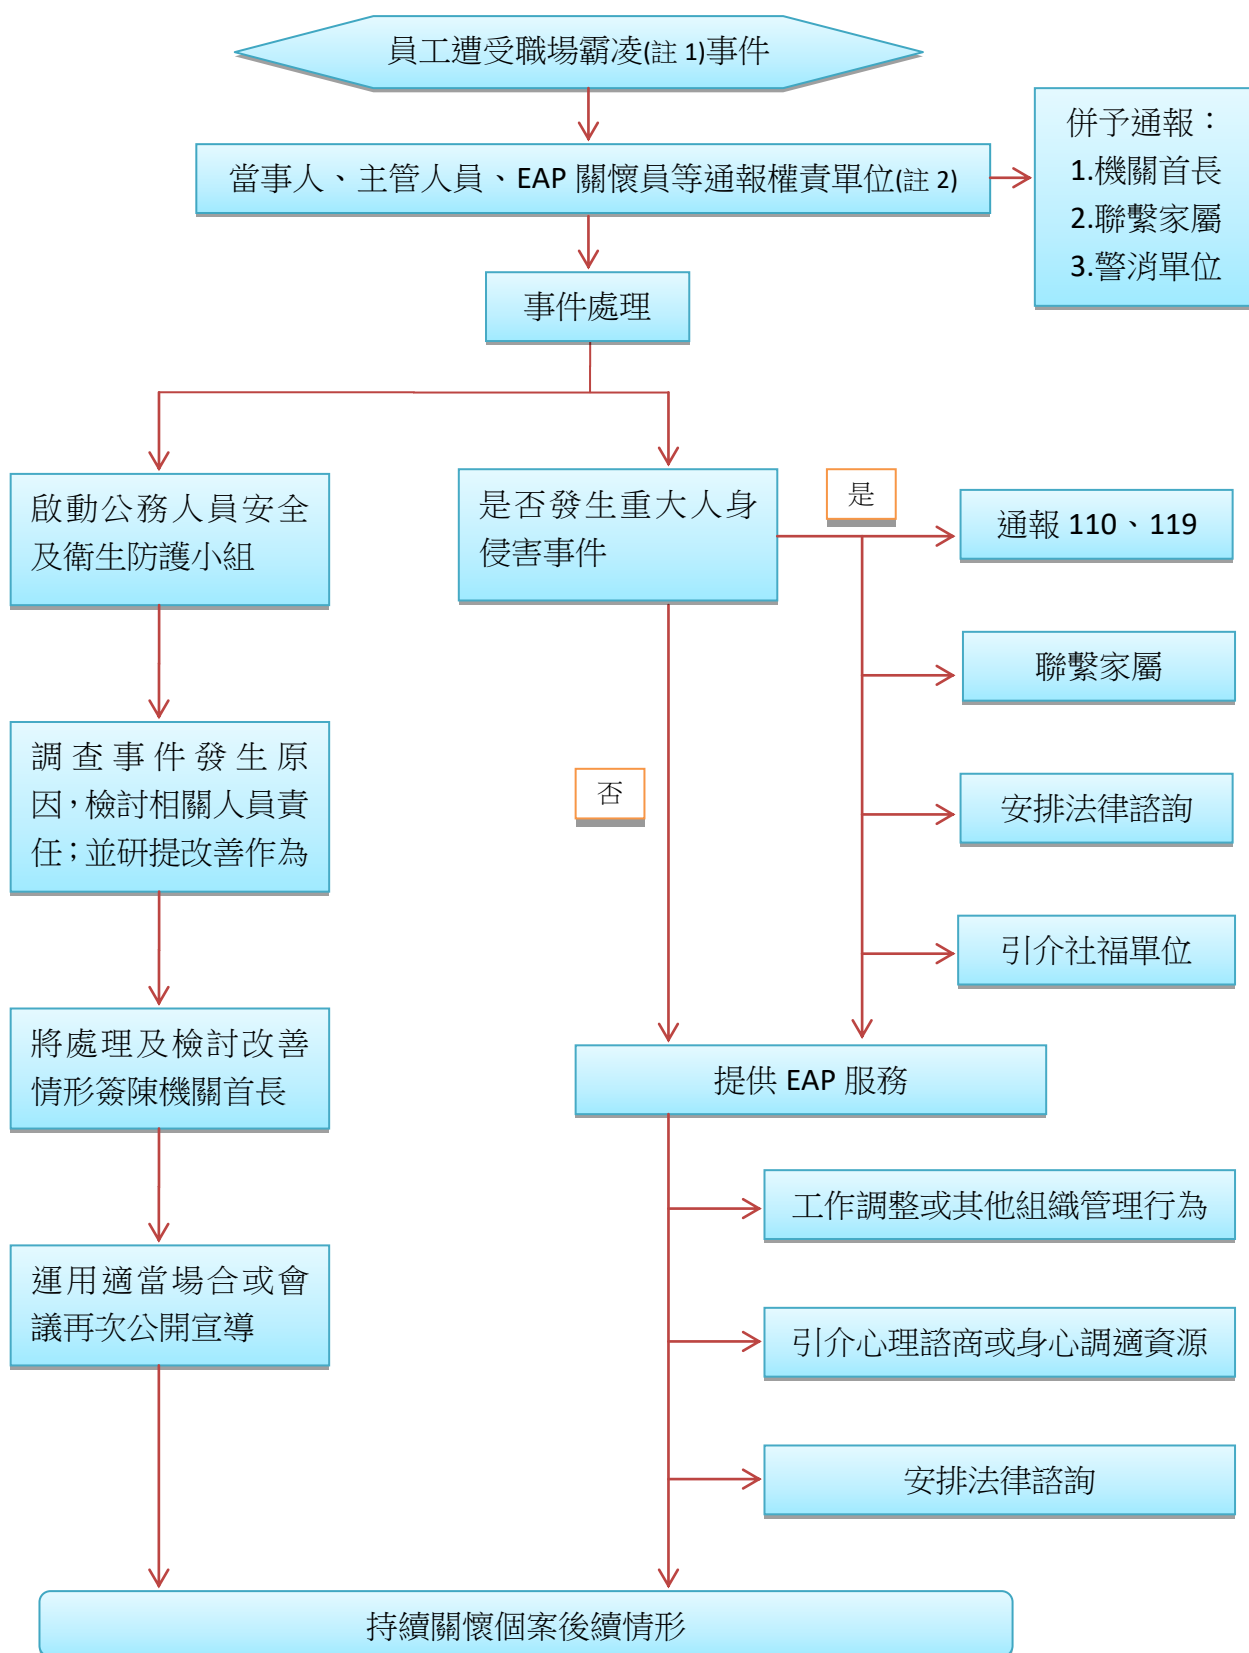 員工遭受職場霸凌(註 1)事件
當事人、主管人員、EAP 關懷員等通報權責單位(註 2)
併予通報：
1.機關首長
2.聯繫家屬
3.警消單位
事件處理
啟動公務人員安全
及衛生防護小組
是否發生重大人身
侵害事件
是
通報 110、119
聯繫家屬
調查事件發生原
因，檢討相關人員責
任；並研提改善作為
否
安排法律諮詢
引介社福單位
將處理及檢討改善
情形簽陳機關首長
提供 EAP 服務
工作調整或其他組織管理行為
運用適當場合或會
議再次公開宣導
引介心理諮商或身心調適資源
安排法律諮詢
持續關懷個案後續情形